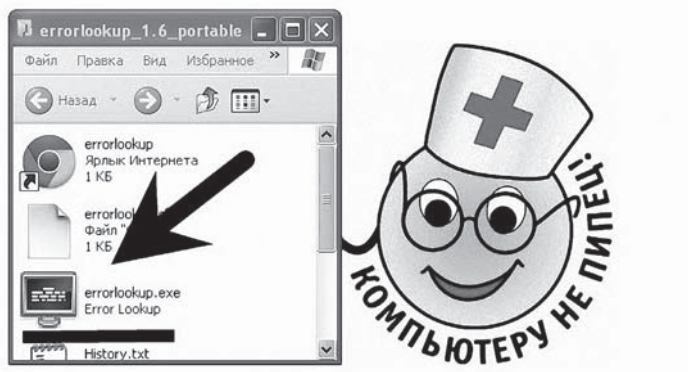 errorlookup_1.6_portable
Файл Правка Вид Избранное »
Назад
errorlookup
Ярлык Интернета
1 КБ
Файл
1 КБ
errorlookup.exe
Error Lookup
History.txt
КОМПЬЮТЕРУ НЕ ПИПЕЦ!